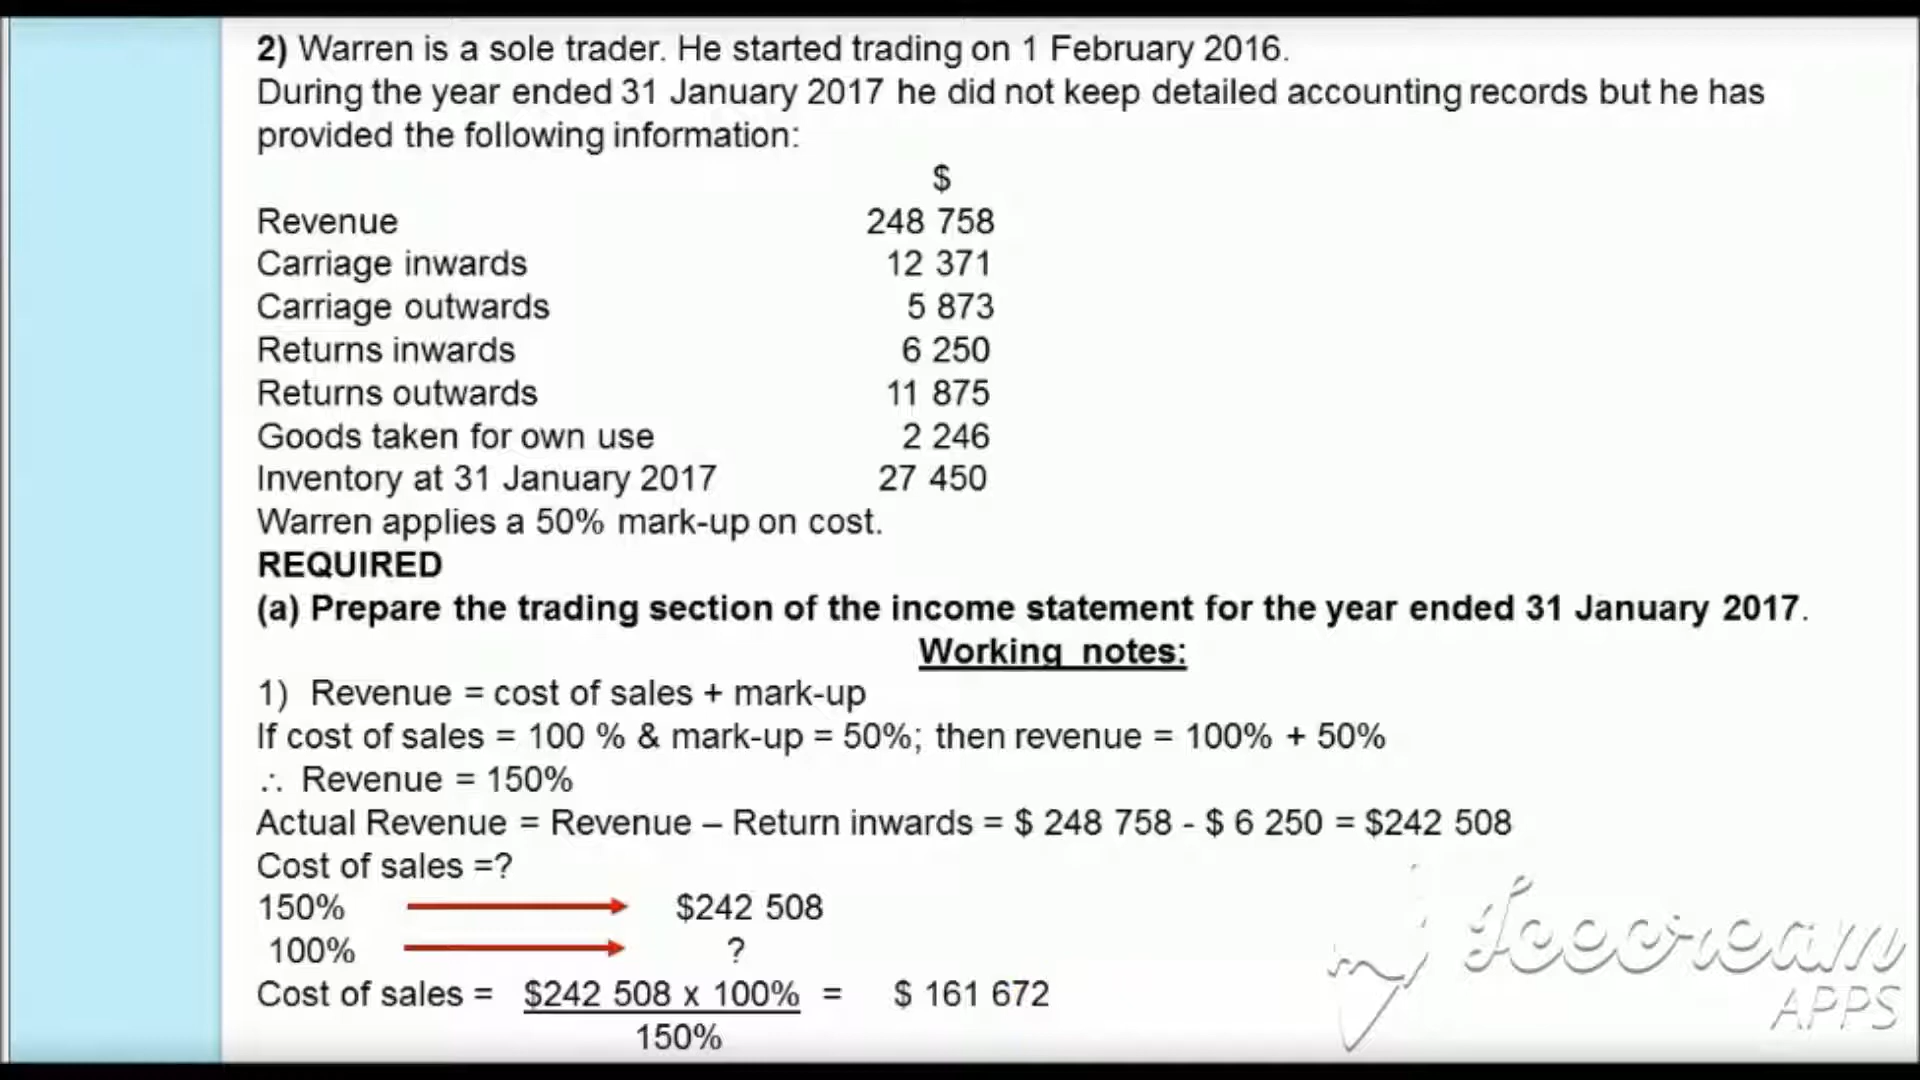 2) Warren is a sole trader. He started trading on 1 February 2016.
During the year ended 31 January 2017 he did not keep detailed accounting records but he has
provided the following information:
$
Revenue 248 758
Carriage inwards 12 371
Carriage outwards 5 873
Returns inwards 6 250
Returns outwards 11 875
Goods taken for own use 2 246
Inventory at 31 January 2017 27 450
Warren applies a 50% mark-up on cost.
REQUIRED
(a) Prepare the trading section of the income statement for the year ended 31 January 2017.
Working notes:
1) Revenue = cost of sales + mark-up
If cost of sales = 100 % & mark-up = 50%; then revenue = 100% + 50%
∴ Revenue = 150%
Actual Revenue = Revenue – Return inwards = $ 248 758 - $ 6 250 = $242 508
Cost of sales =?
150% $242 508
100% ?
Cost of sales = $242 508 x 100% = $ 161 672
150%
Icecream
APPS